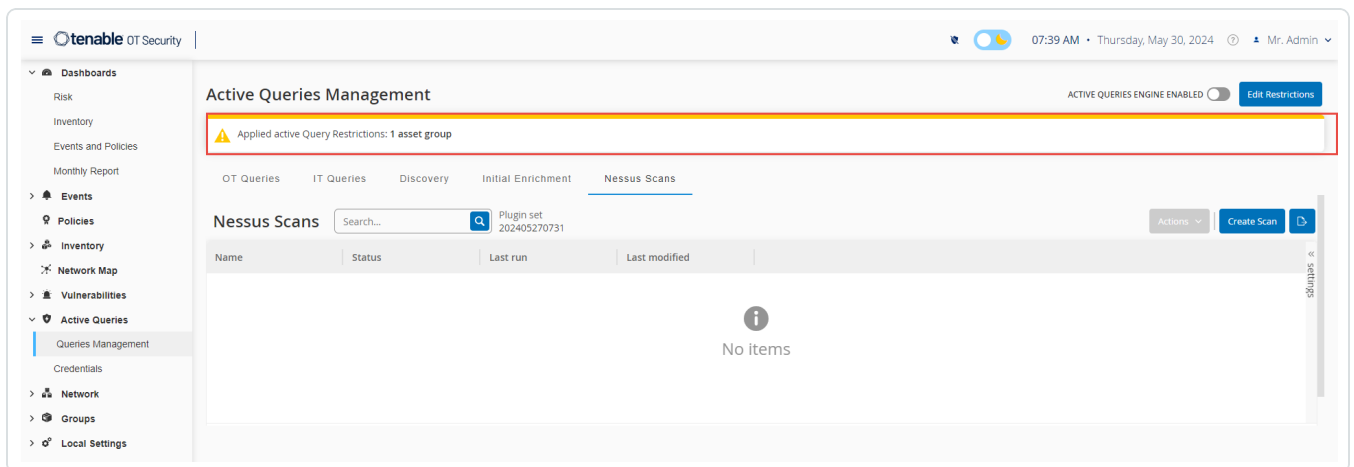 tenable OT Security
07:39 AM • Thursday, May 30, 2024
Mr. Admin
Dashboards
Risk
Inventory
Events and Policies
Monthly Report
Events
Policies
Inventory
Network Map
Vulnerabilities
Active Queries
Queries Management
Credentials
Network
Groups
Local Settings
Active Queries Management
ACTIVE QUERIES ENGINE ENABLED
Edit Restrictions
Applied active Query Restrictions: 1 asset group
OT Queries IT Queries Discovery Initial Enrichment Nessus Scans
Nessus Scans
Search...
Plugin set
202405270731
Actions
Create Scan
Name Status Last run Last modified
settings
No items